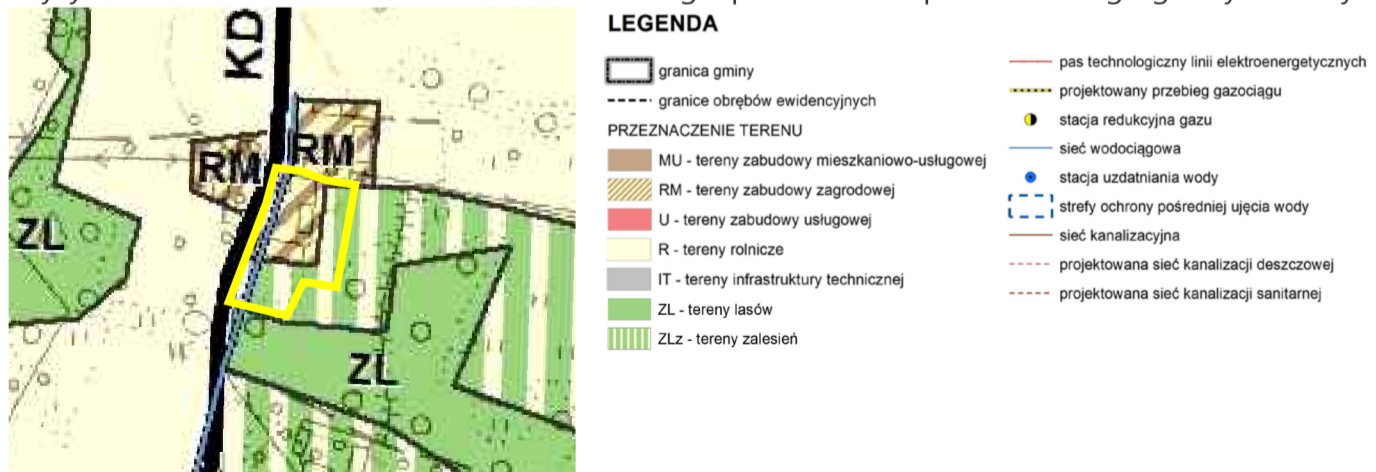 KD
RM
RM
ZL
ZL
LEGENDA
granica gminy
granice obrębów ewidencyjnych
PRZEZNACZENIE TERENU
MU - tereny zabudowy mieszkaniowo-usługowej
RM - tereny zabudowy zagrodowej
U - tereny zabudowy usługowej
R - tereny rolnicze
IT - tereny infrastruktury technicznej
ZL - tereny lasów
ZLz - tereny zalesień
pas technologiczny linii elektroenergetycznych
projektowany przebieg gazociągu
stacja redukcyjna gazu
sieć wodociągowa
stacja uzdatniania wody
strefy ochrony pośredniej ujęcia wody
sieć kanalizacyjna
projektowana sieć kanalizacji deszczowej
projektowana sieć kanalizacji sanitarnej